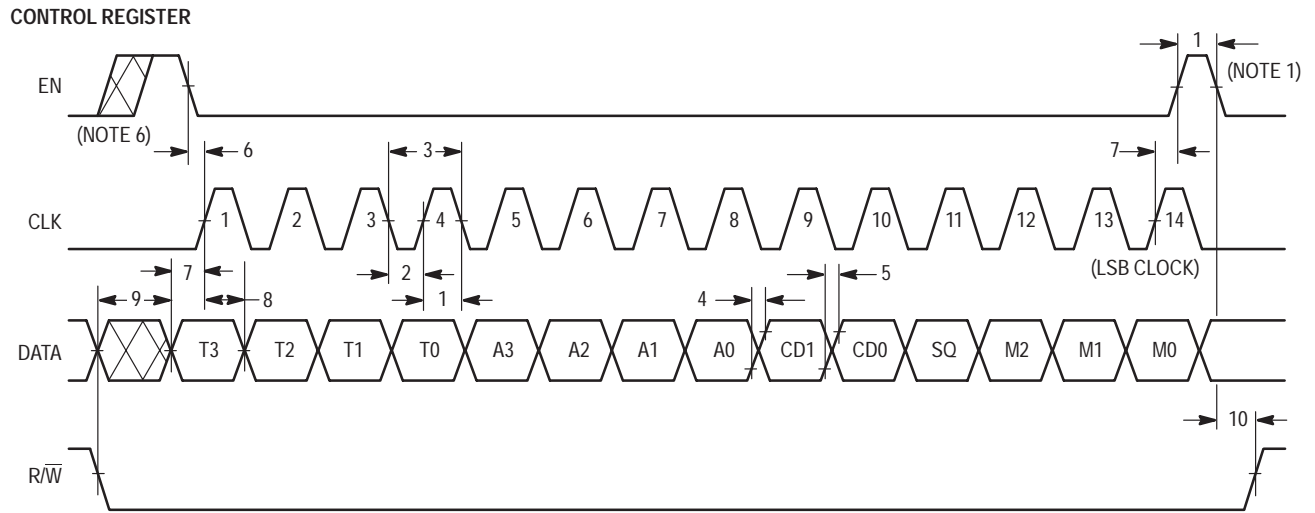 CONTROL REGISTER
1
EN
(NOTE 1)
(NOTE 6)
6
3
7
CLK
1 2 3 4 5 6 7 8 9 10 11 12 13 14
(LSB CLOCK)
7 2 5
9 8 1 4
DATA
T3 T2 T1 T0 A3 A2 A1 A0 CD1 CD0 SQ M2 M1 M0
10
R/W̅